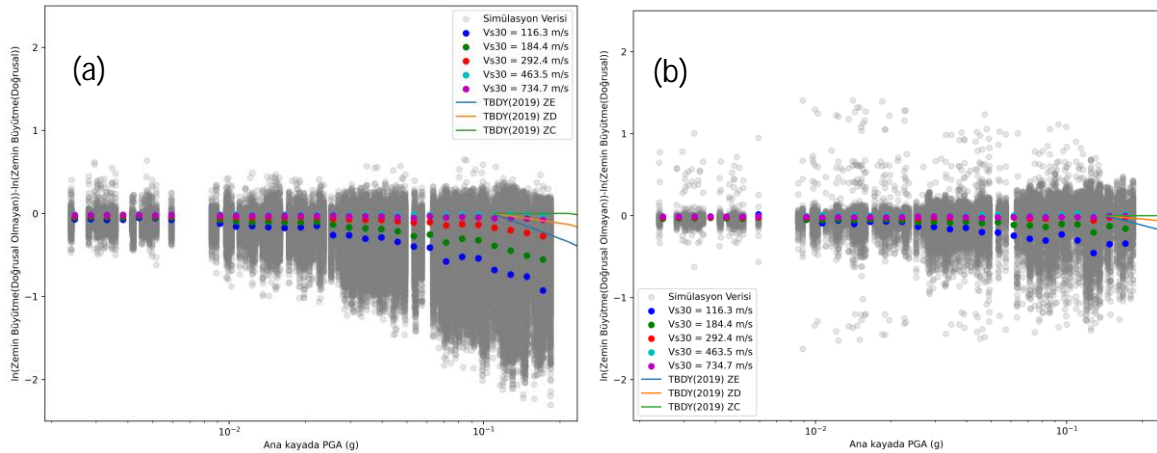 (a)
Simülasyon Verisi
Vs30 = 116.3 m/s
Vs30 = 184.4 m/s
Vs30 = 292.4 m/s
Vs30 = 463.5 m/s
Vs30 = 734.7 m/s
TBDY(2019) ZE
TBDY(2019) ZD
TBDY(2019) ZC
2
1
0
−1
−2
ln(Zemin Büyütme(Doğrusal Olmayan))-ln(Zemin Büyütme(Doğrusal))
10⁻²
10⁻¹
Ana kayada PGA (g)
(b)
2
1
0
−1
−2
ln(Zemin Büyütme(Doğrusal Olmayan))-ln(Zemin Büyütme(Doğrusal))
Simülasyon Verisi
Vs30 = 116.3 m/s
Vs30 = 184.4 m/s
Vs30 = 292.4 m/s
Vs30 = 463.5 m/s
Vs30 = 734.7 m/s
TBDY(2019) ZE
TBDY(2019) ZD
TBDY(2019) ZC
10⁻²
10⁻¹
Ana kayada PGA (g)